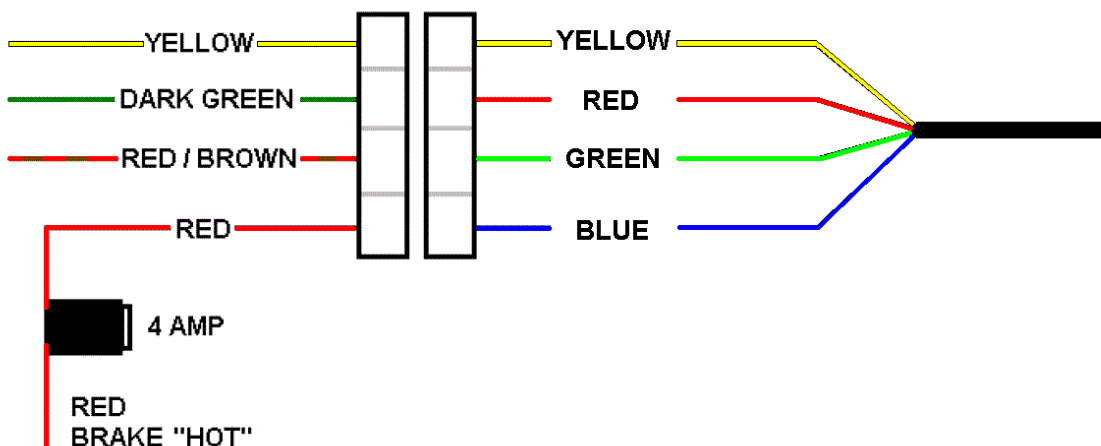 YELLOW YELLOW
DARK GREEN RED
RED / BROWN GREEN
RED BLUE
4 AMP
RED
BRAKE "HOT"